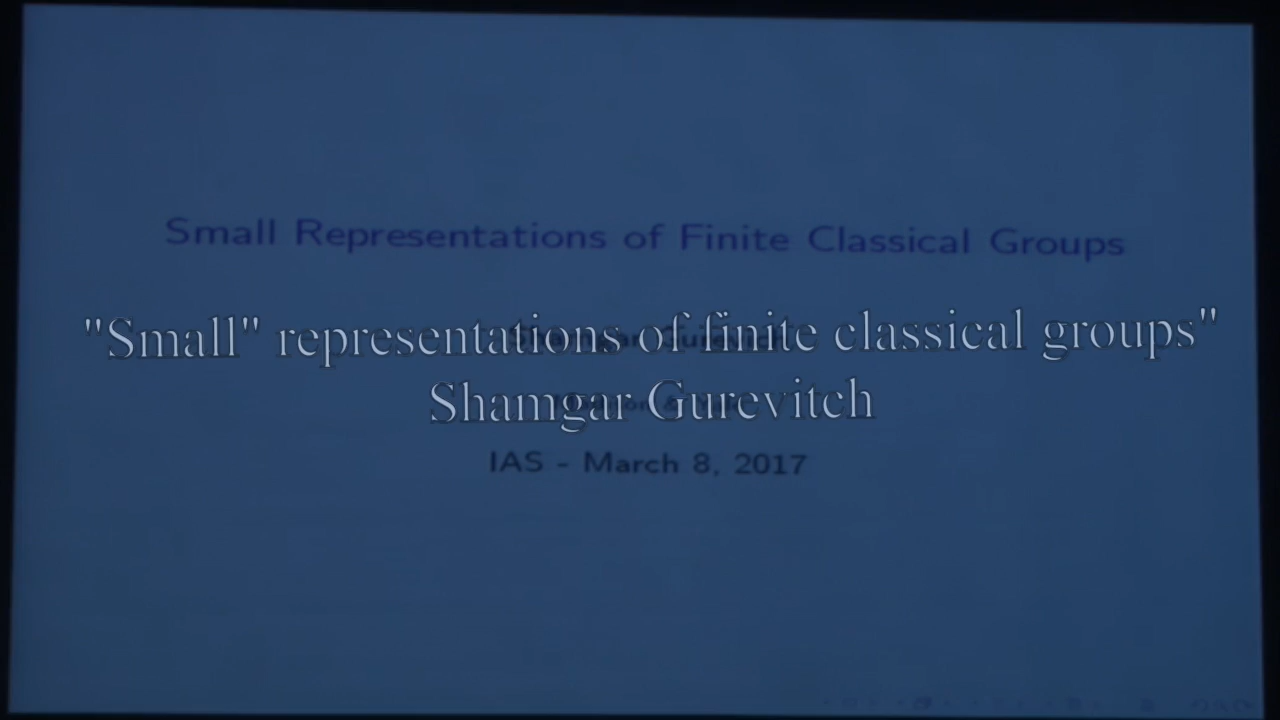 Small Representations of Finite Classical Groups
"Small" representations of finite classical groups"
Shamgar Gurevitch
IAS - March 8, 2017